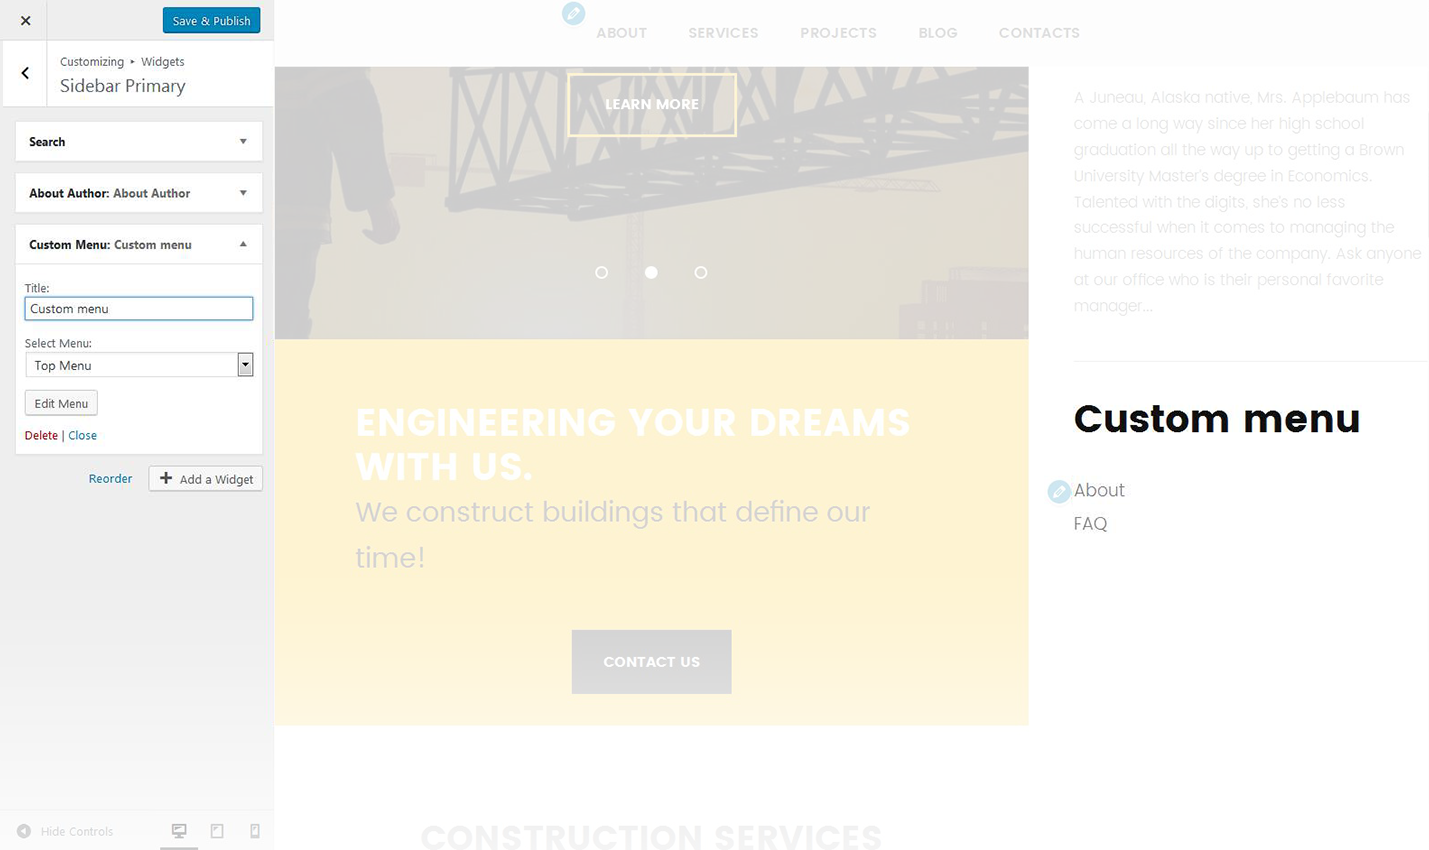 Save & Publish
Customizing ▸ Widgets
Sidebar Primary
Search
About Author: About Author
Custom Menu: Custom menu
Title:
Custom menu
Select Menu:
Top Menu
Edit Menu
Delete | Close
Reorder
Add a Widget
Hide Controls
ABOUT SERVICES PROJECTS BLOG CONTACTS
LEARN MORE
ENGINEERING YOUR DREAMS
WITH US.
We construct buildings that define our
time!
CONTACT US
CONSTRUCTION SERVICES
A Juneau, Alaska native, Mrs. Applebaum has
come a long way since her high school
graduation all the way up to getting a Brown
University Master's degree in Economics.
Talented with the digits, she's no less
successful when it comes to managing the
human resources of the company. Ask anyone
at our office who is their personal favorite
manager...
Custom menu
About
FAQ